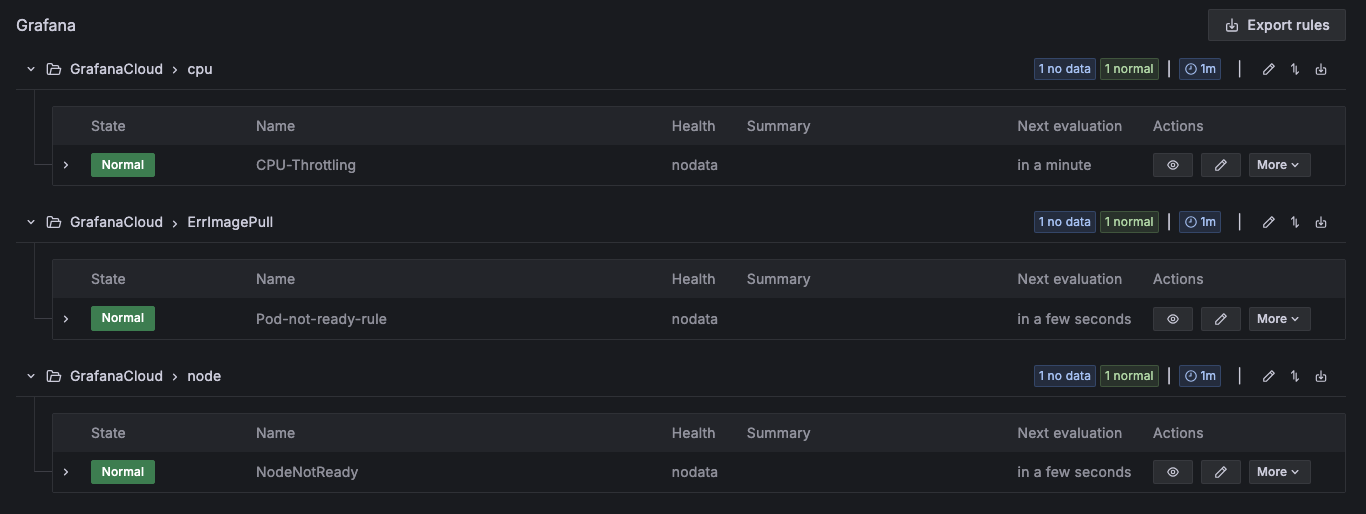 Grafana
Export rules
GrafanaCloud > cpu 1 no data 1 normal | 1m |
State Name Health Summary Next evaluation Actions
Normal CPU-Throttling nodata in a minute More
GrafanaCloud > ErrImagePull 1 no data 1 normal | 1m |
State Name Health Summary Next evaluation Actions
Normal Pod-not-ready-rule nodata in a few seconds More
GrafanaCloud > node 1 no data 1 normal | 1m |
State Name Health Summary Next evaluation Actions
Normal NodeNotReady nodata in a few seconds More